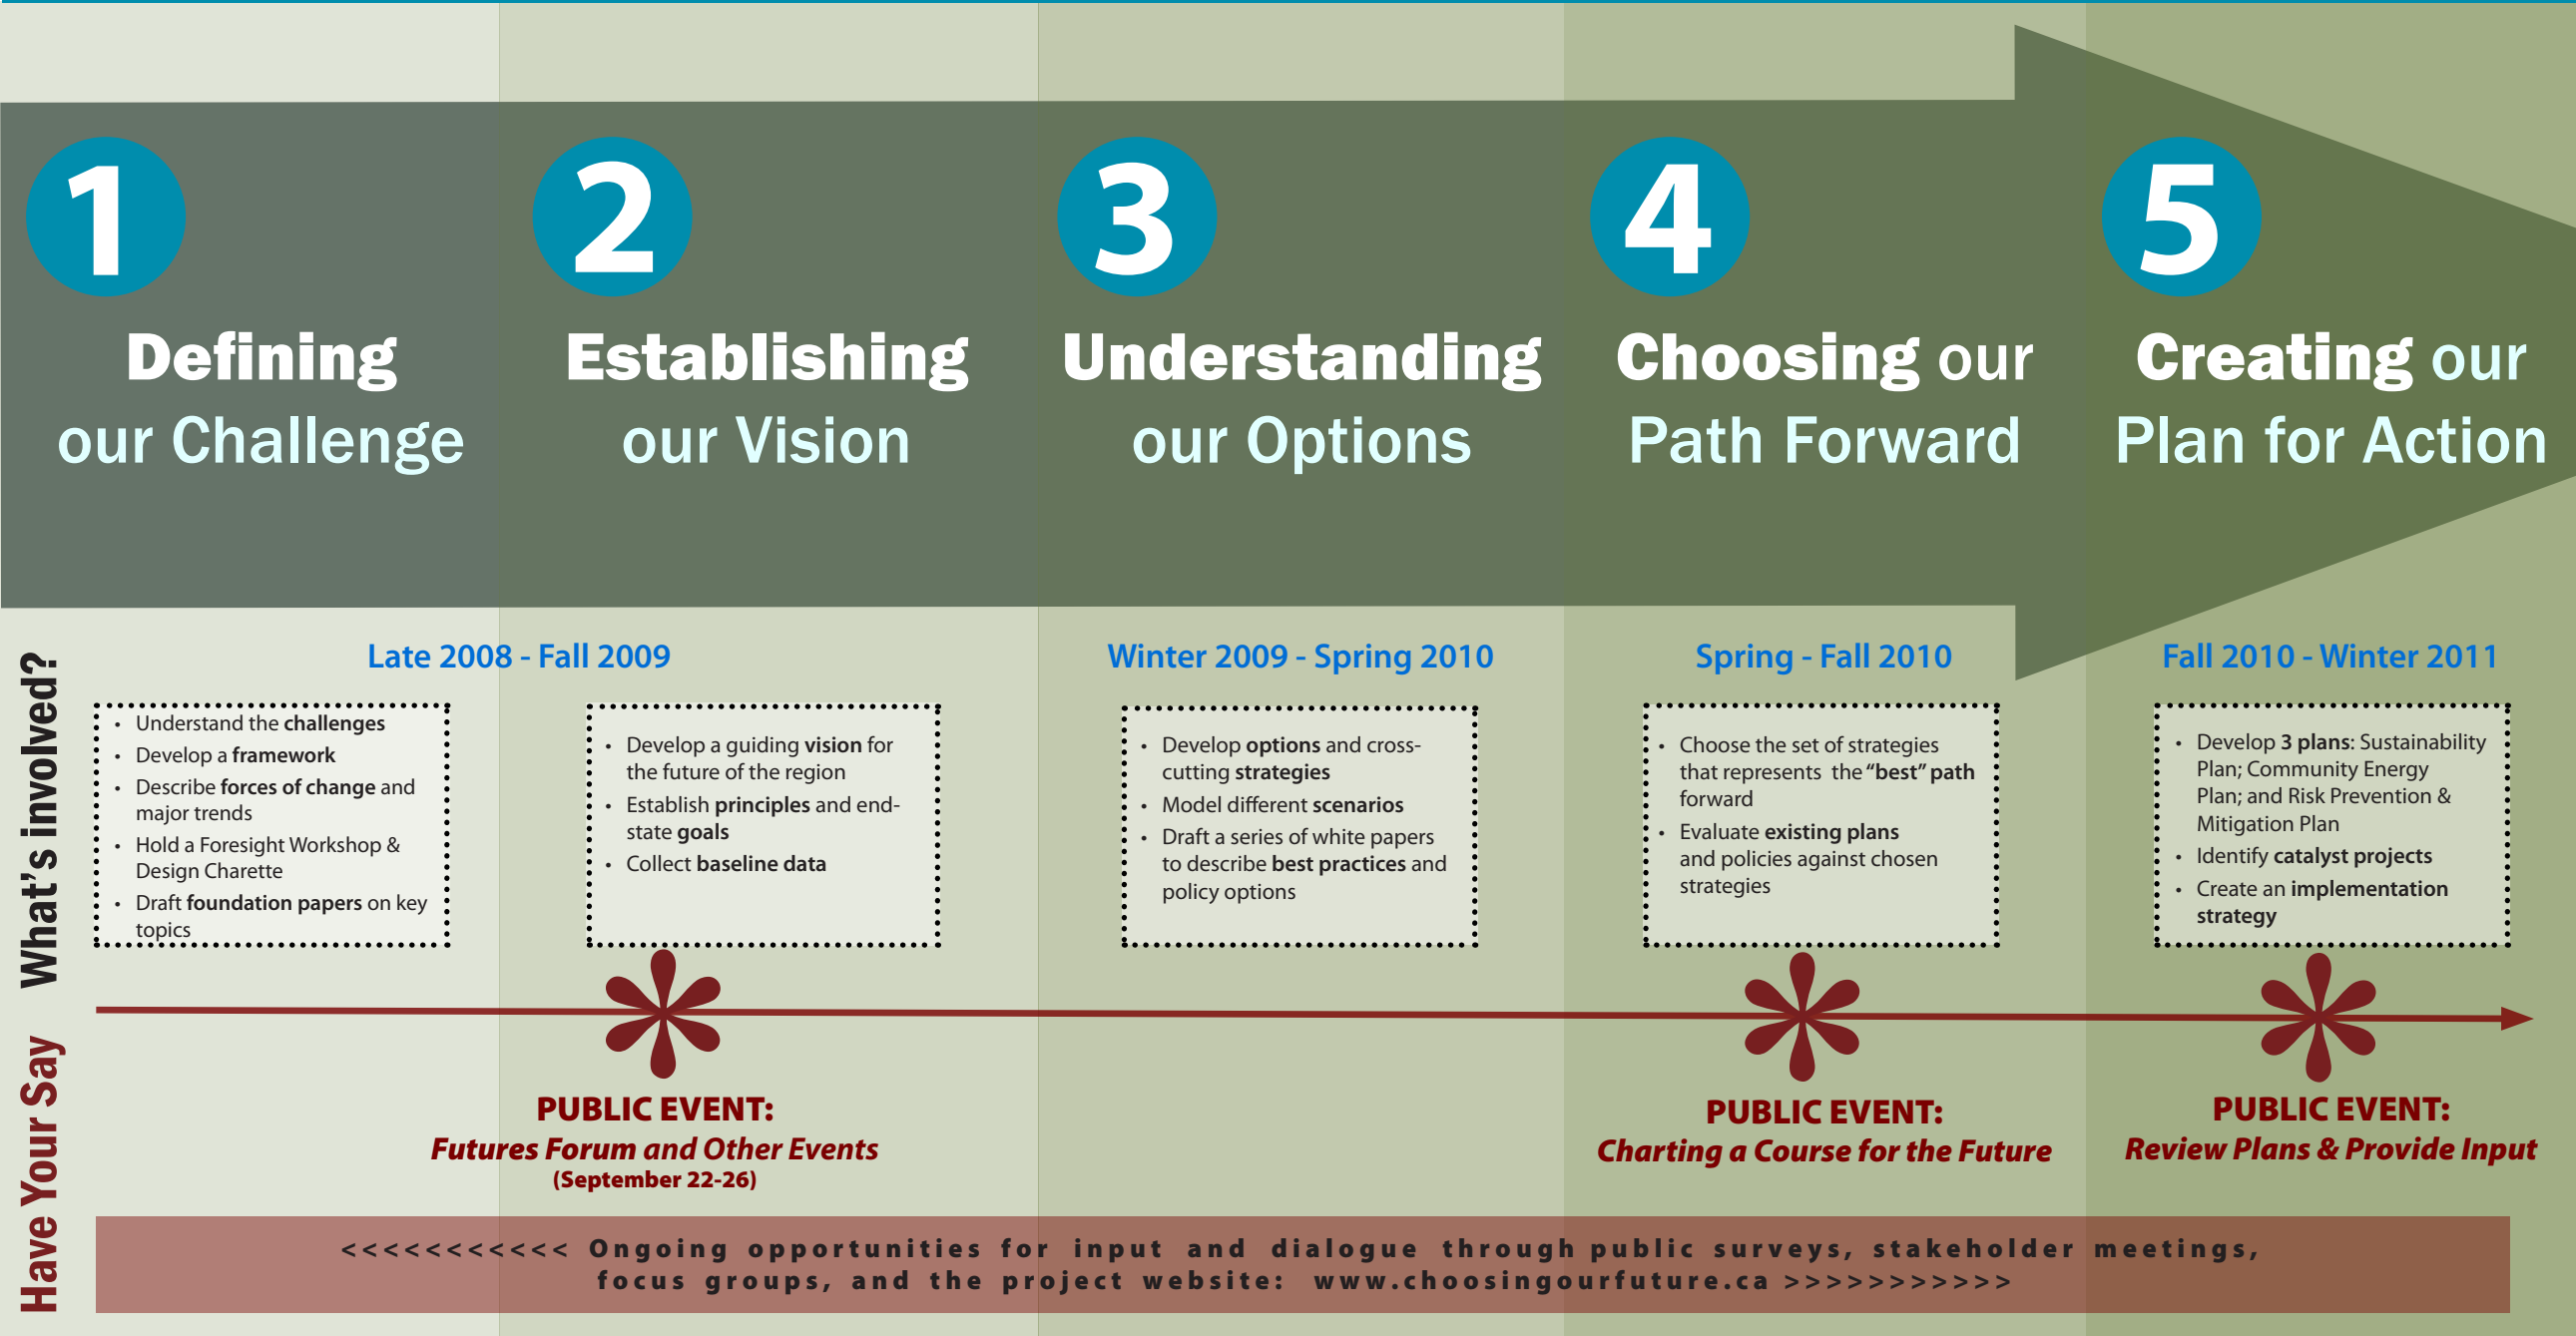 1
Defining
our Challenge
2
Establishing
our Vision
3
Understanding
our Options
4
Choosing our
Path Forward
5
Creating our
Plan for Action
What's involved?
Late 2008 - Fall 2009
• Understand the challenges
• Develop a framework
• Describe forces of change and
major trends
• Hold a Foresight Workshop &
Design Charette
• Draft foundation papers on key
topics
• Develop a guiding vision for
the future of the region
• Establish principles and end-
state goals
• Collect baseline data
Winter 2009 - Spring 2010
• Develop options and cross-
cutting strategies
• Model different scenarios
• Draft a series of white papers
to describe best practices and
policy options
Spring - Fall 2010
• Choose the set of strategies
that represents the “best” path
forward
• Evaluate existing plans
and policies against chosen
strategies
Fall 2010 - Winter 2011
• Develop 3 plans: Sustainability
Plan; Community Energy
Plan; and Risk Prevention &
Mitigation Plan
• Identify catalyst projects
• Create an implementation
strategy
Have Your Say
PUBLIC EVENT:
Futures Forum and Other Events
(September 22-26)
PUBLIC EVENT:
Charting a Course for the Future
PUBLIC EVENT:
Review Plans & Provide Input
<<<<<<<<<<< Ongoing opportunities for input and dialogue through public surveys, stakeholder meetings,
focus groups, and the project website: www.choosingourfuture.ca >>>>>>>>>>>